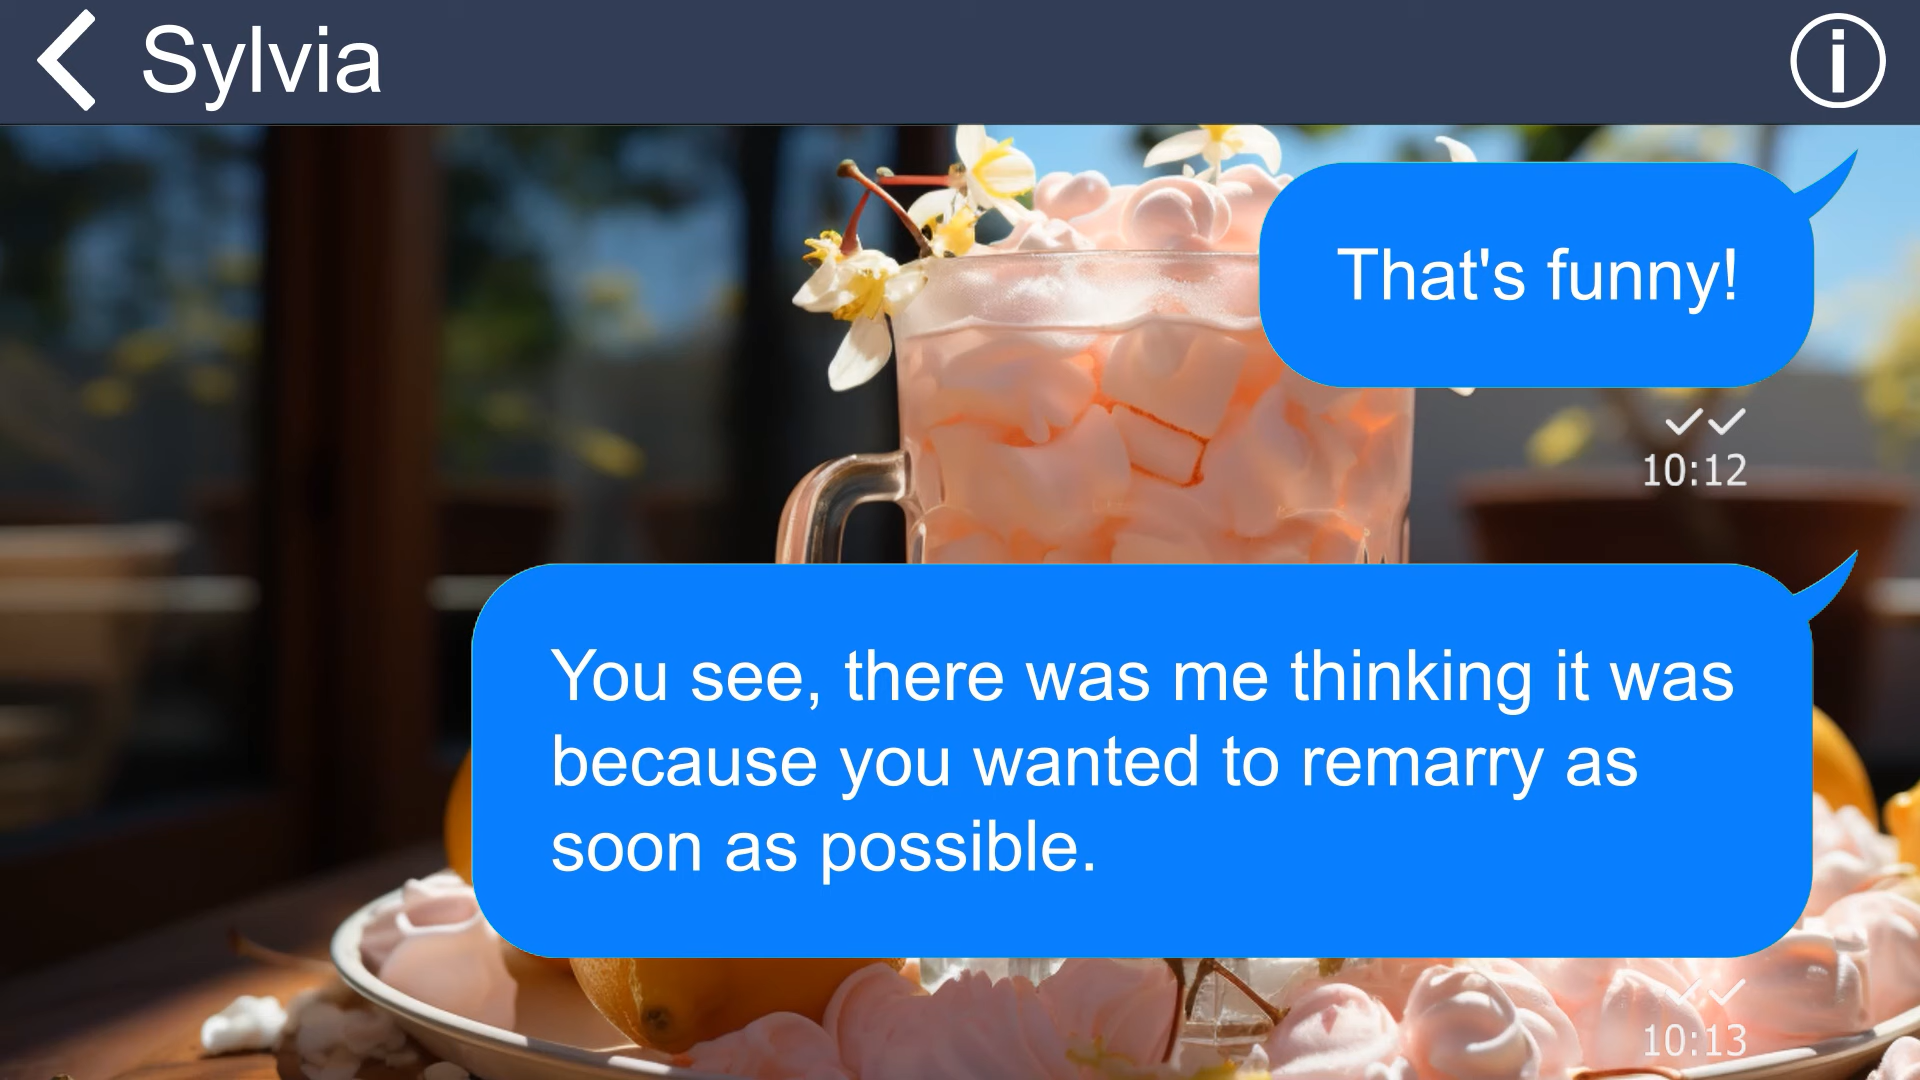 Sylvia
That's funny!
10:12
You see, there was me thinking it was
because you wanted to remarry as
soon as possible.
10:13